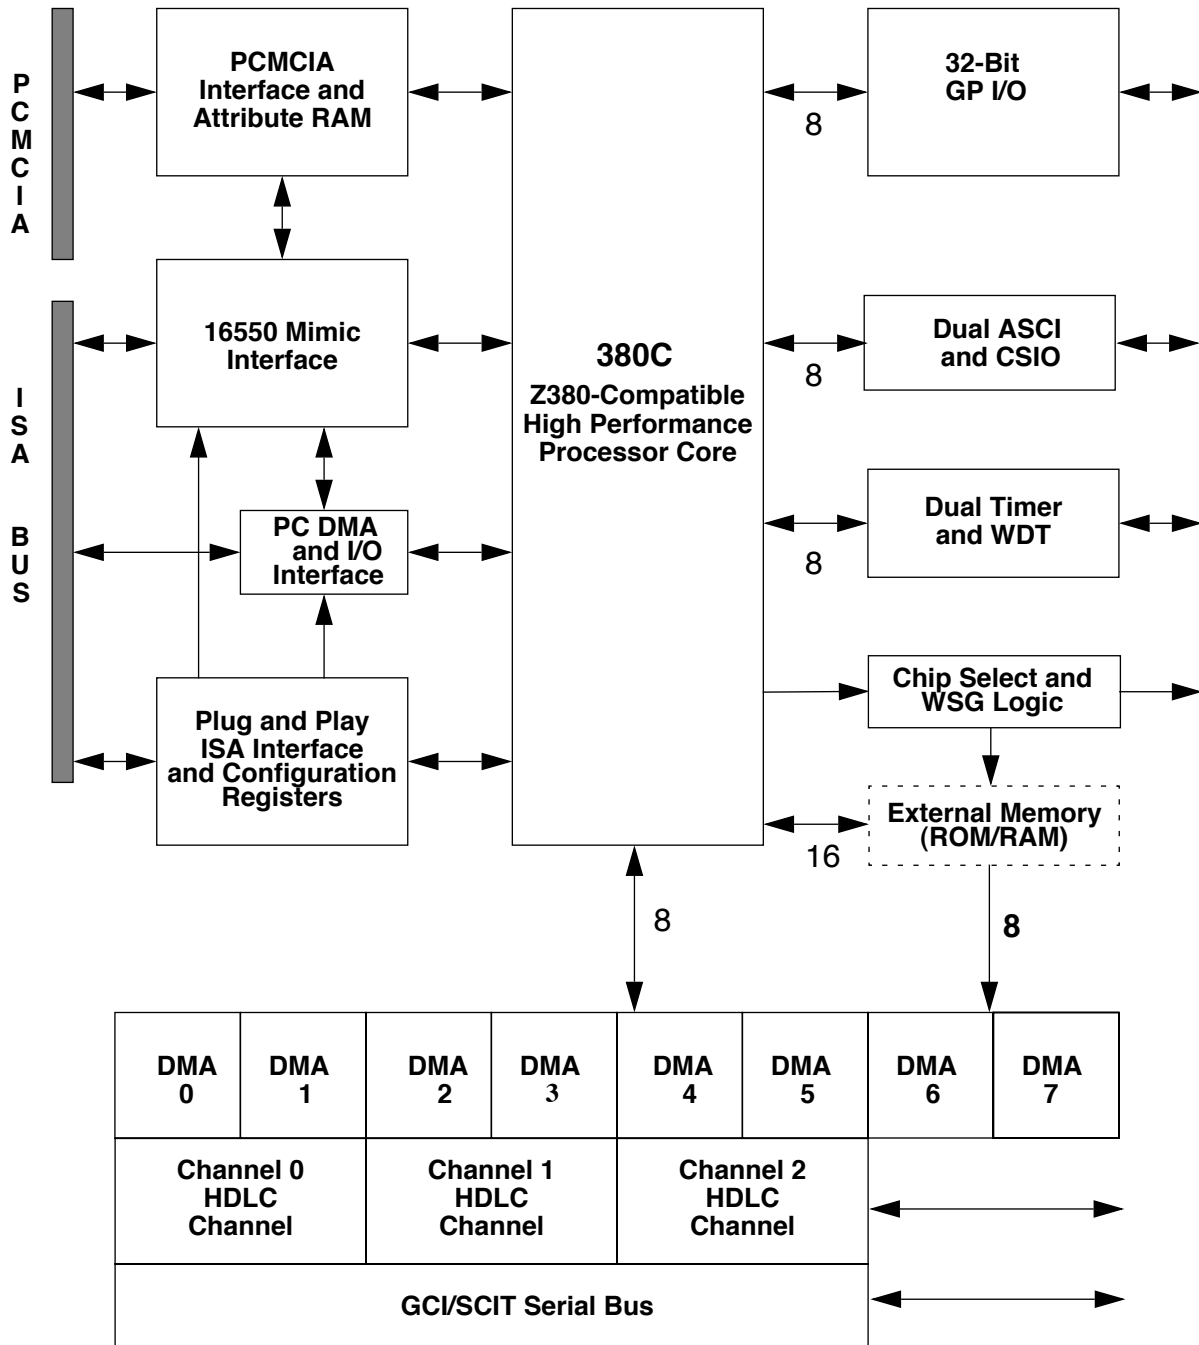 PCMCIA
PCMCIA
Interface and
Attribute RAM
32-Bit
GP I/O
8
ISA BUS
16550 Mimic
Interface
380C
Z380-Compatible
High Performance
Processor Core
Dual ASCI
and CSIO
8
PC DMA
and I/O
Interface
Dual Timer
and WDT
8
Plug and Play
ISA Interface
and Configuration
Registers
Chip Select and
WSG Logic
External Memory
(ROM/RAM)
16
8
8
DMA
0
DMA
1
DMA
2
DMA
3
DMA
4
DMA
5
DMA
6
DMA
7
Channel 0
HDLC
Channel
Channel 1
HDLC
Channel
Channel 2
HDLC
Channel
GCI/SCIT Serial Bus